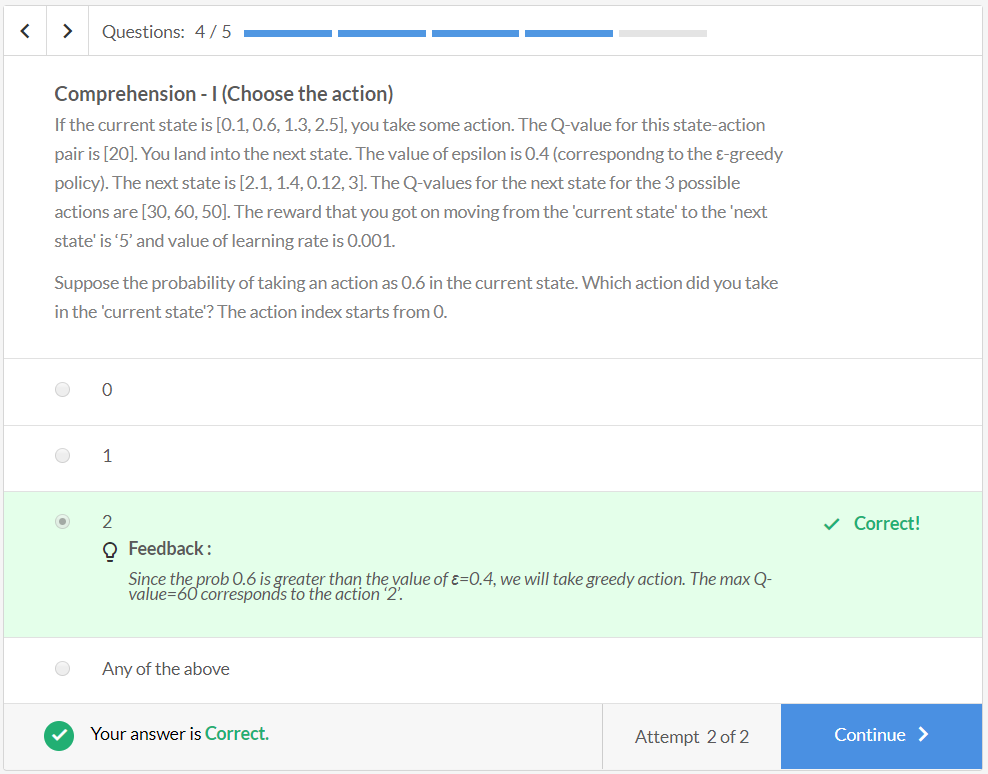 Questions: 4 / 5
Comprehension - I (Choose the action)
If the current state is [0.1, 0.6, 1.3, 2.5], you take some action. The Q-value for this state-action
pair is [20]. You land into the next state. The value of epsilon is 0.4 (correspondng to the ε-greedy
policy). The next state is [2.1, 1.4, 0.12, 3]. The Q-values for the next state for the 3 possible
actions are [30, 60, 50]. The reward that you got on moving from the 'current state' to the 'next
state' is ‘5’ and value of learning rate is 0.001.
Suppose the probability of taking an action as 0.6 in the current state. Which action did you take
in the 'current state'? The action index starts from 0.
0
1
2
Correct!
Feedback :
Since the prob 0.6 is greater than the value of ε=0.4, we will take greedy action. The max Q-
value=60 corresponds to the action ‘2’.
Any of the above
Your answer is Correct.
Attempt 2 of 2
Continue